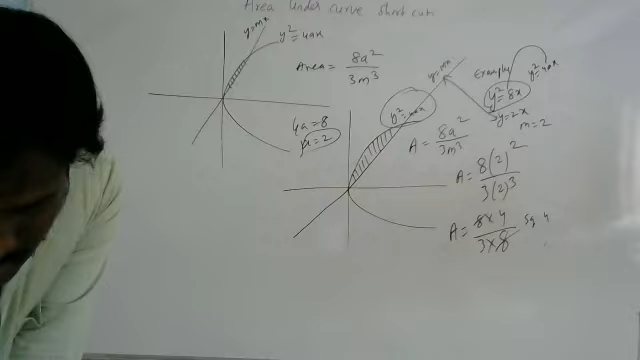 Area under curve short cuts
y=mx
y²=4ax
Area = 8a²/3m³
4a=8
a=2
y=mx
y²=4ax
A = 8a²/3m³
Example
y²=4ax
y²=8x
y=2x
m=2
A = 8(2)²/3(2)³
A = 8×4/3×8 sq